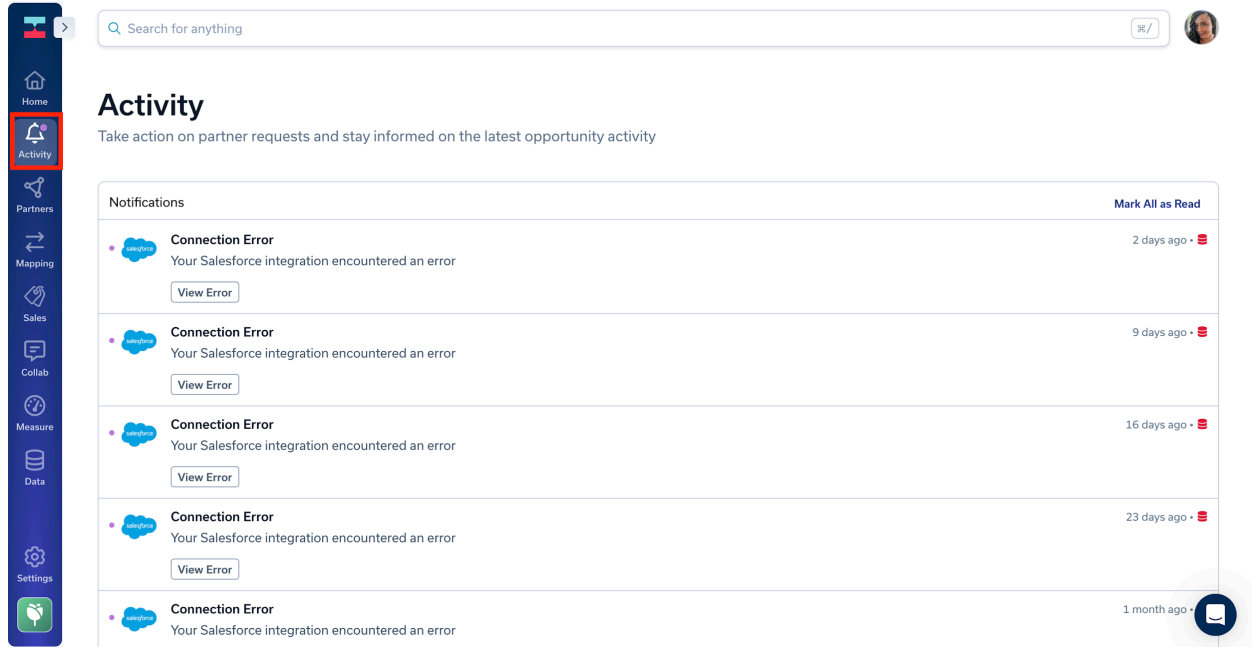 Search for anything
⌘/
Home
Activity
Partners
Mapping
Sales
Collab
Measure
Data
Settings
Activity
Take action on partner requests and stay informed on the latest opportunity activity
Notifications
Mark All as Read
salesforce
Connection Error
2 days ago •
Your Salesforce integration encountered an error
View Error
salesforce
Connection Error
9 days ago •
Your Salesforce integration encountered an error
View Error
salesforce
Connection Error
16 days ago •
Your Salesforce integration encountered an error
View Error
salesforce
Connection Error
23 days ago •
Your Salesforce integration encountered an error
View Error
salesforce
Connection Error
1 month ago •
Your Salesforce integration encountered an error